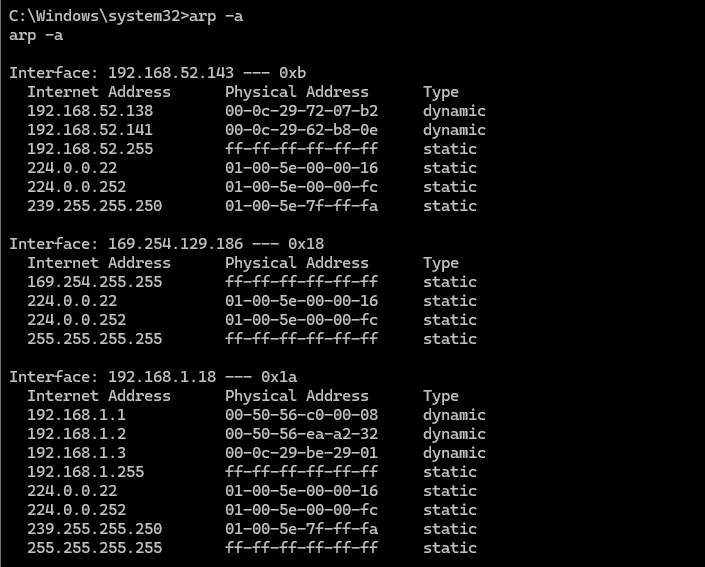 C:\Windows\system32>arp -a
arp -a
Interface: 192.168.52.143 --- 0xb
Internet Address Physical Address Type
192.168.52.138 00-0c-29-72-07-b2 dynamic
192.168.52.141 00-0c-29-62-b8-0e dynamic
192.168.52.255 ff-ff-ff-ff-ff-ff static
224.0.0.22 01-00-5e-00-00-16 static
224.0.0.252 01-00-5e-00-00-fc static
239.255.255.250 01-00-5e-7f-ff-fa static
Interface: 169.254.129.186 --- 0x18
Internet Address Physical Address Type
169.254.255.255 ff-ff-ff-ff-ff-ff static
224.0.0.22 01-00-5e-00-00-16 static
224.0.0.252 01-00-5e-00-00-fc static
255.255.255.255 ff-ff-ff-ff-ff-ff static
Interface: 192.168.1.18 --- 0x1a
Internet Address Physical Address Type
192.168.1.1 00-50-56-c0-00-08 dynamic
192.168.1.2 00-50-56-ea-a2-32 dynamic
192.168.1.3 00-0c-29-be-29-01 dynamic
192.168.1.255 ff-ff-ff-ff-ff-ff static
224.0.0.22 01-00-5e-00-00-16 static
224.0.0.252 01-00-5e-00-00-fc static
239.255.255.250 01-00-5e-7f-ff-fa static
255.255.255.255 ff-ff-ff-ff-ff-ff static